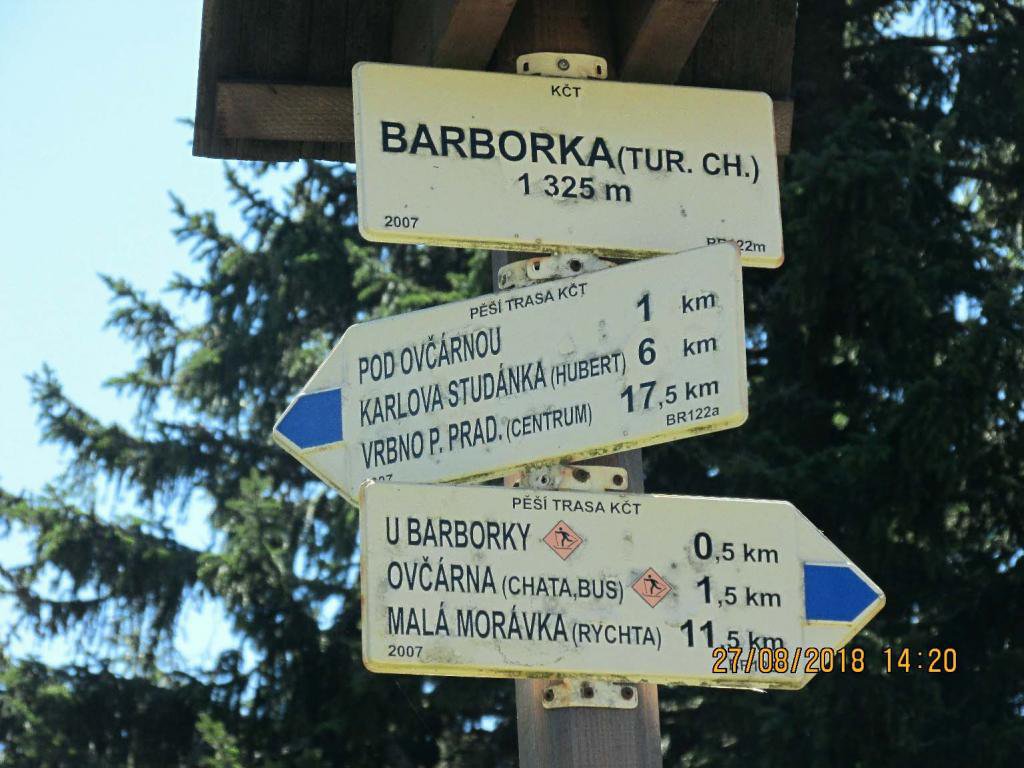 KČT
BARBORKA (TUR. CH.)
1 325 m
2007
22m
PĚŠÍ TRASA KČT
POD OVČÁRNOU 1 km
KARLOVA STUDÁNKA (HUBERT) 6 km
VRBNO P. PRAD. (CENTRUM) 17,5 km
BR122a
PĚŠÍ TRASA KČT
U BARBORKY 0,5 km
OVČÁRNA (CHATA,BUS) 1,5 km
MALÁ MORÁVKA (RYCHTA) 11,5 km
2007
27/08/2018 14:20